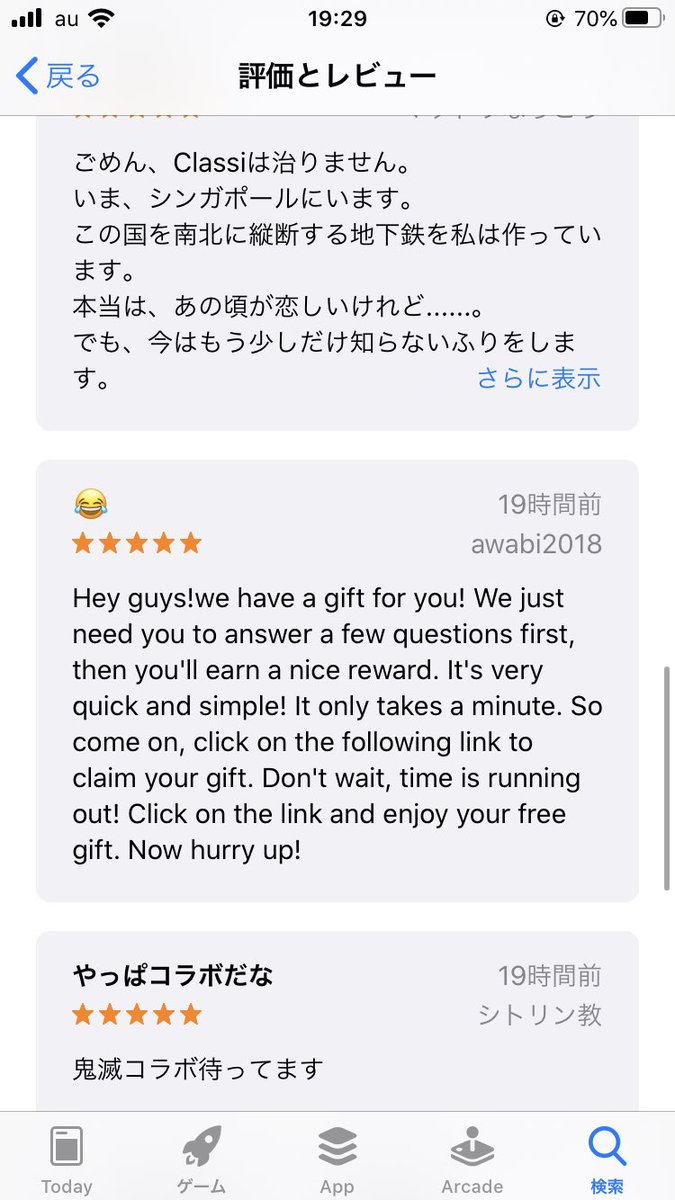 au 19:29 70%
戻る 評価とレビュー
ごめん、Classiは治りません。
いま、シンガポールにいます。
この国を南北に縦断する地下鉄を私は作ってい
ます。
本当は、あの頃が恋しいけれど......。
でも、今はもう少しだけ知らないふりをしま
す。 さらに表示
😂 19時間前
★★★★★ awabi2018
Hey guys!we have a gift for you! We just
need you to answer a few questions first,
then you'll earn a nice reward. It's very
quick and simple! It only takes a minute. So
come on, click on the following link to
claim your gift. Don't wait, time is running
out! Click on the link and enjoy your free
gift. Now hurry up!
やっぱコラボだな 19時間前
★★★★★ シトリン教
鬼滅コラボ待ってます
Today ゲーム App Arcade 検索